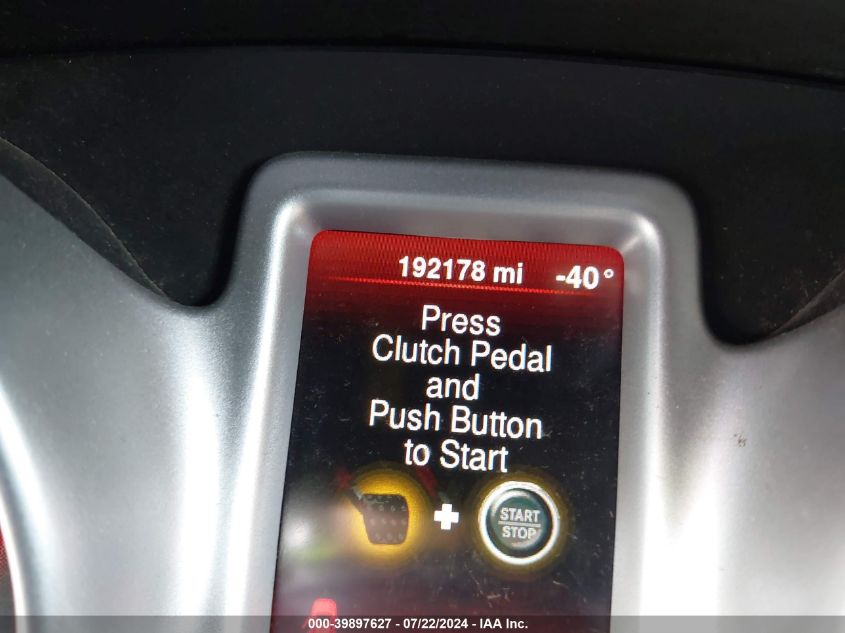 192178 mi -40°
Press
Clutch Pedal
and
Push Button
to Start
START
STOP
000-39897627 - 07/22/2024 - IAA Inc.